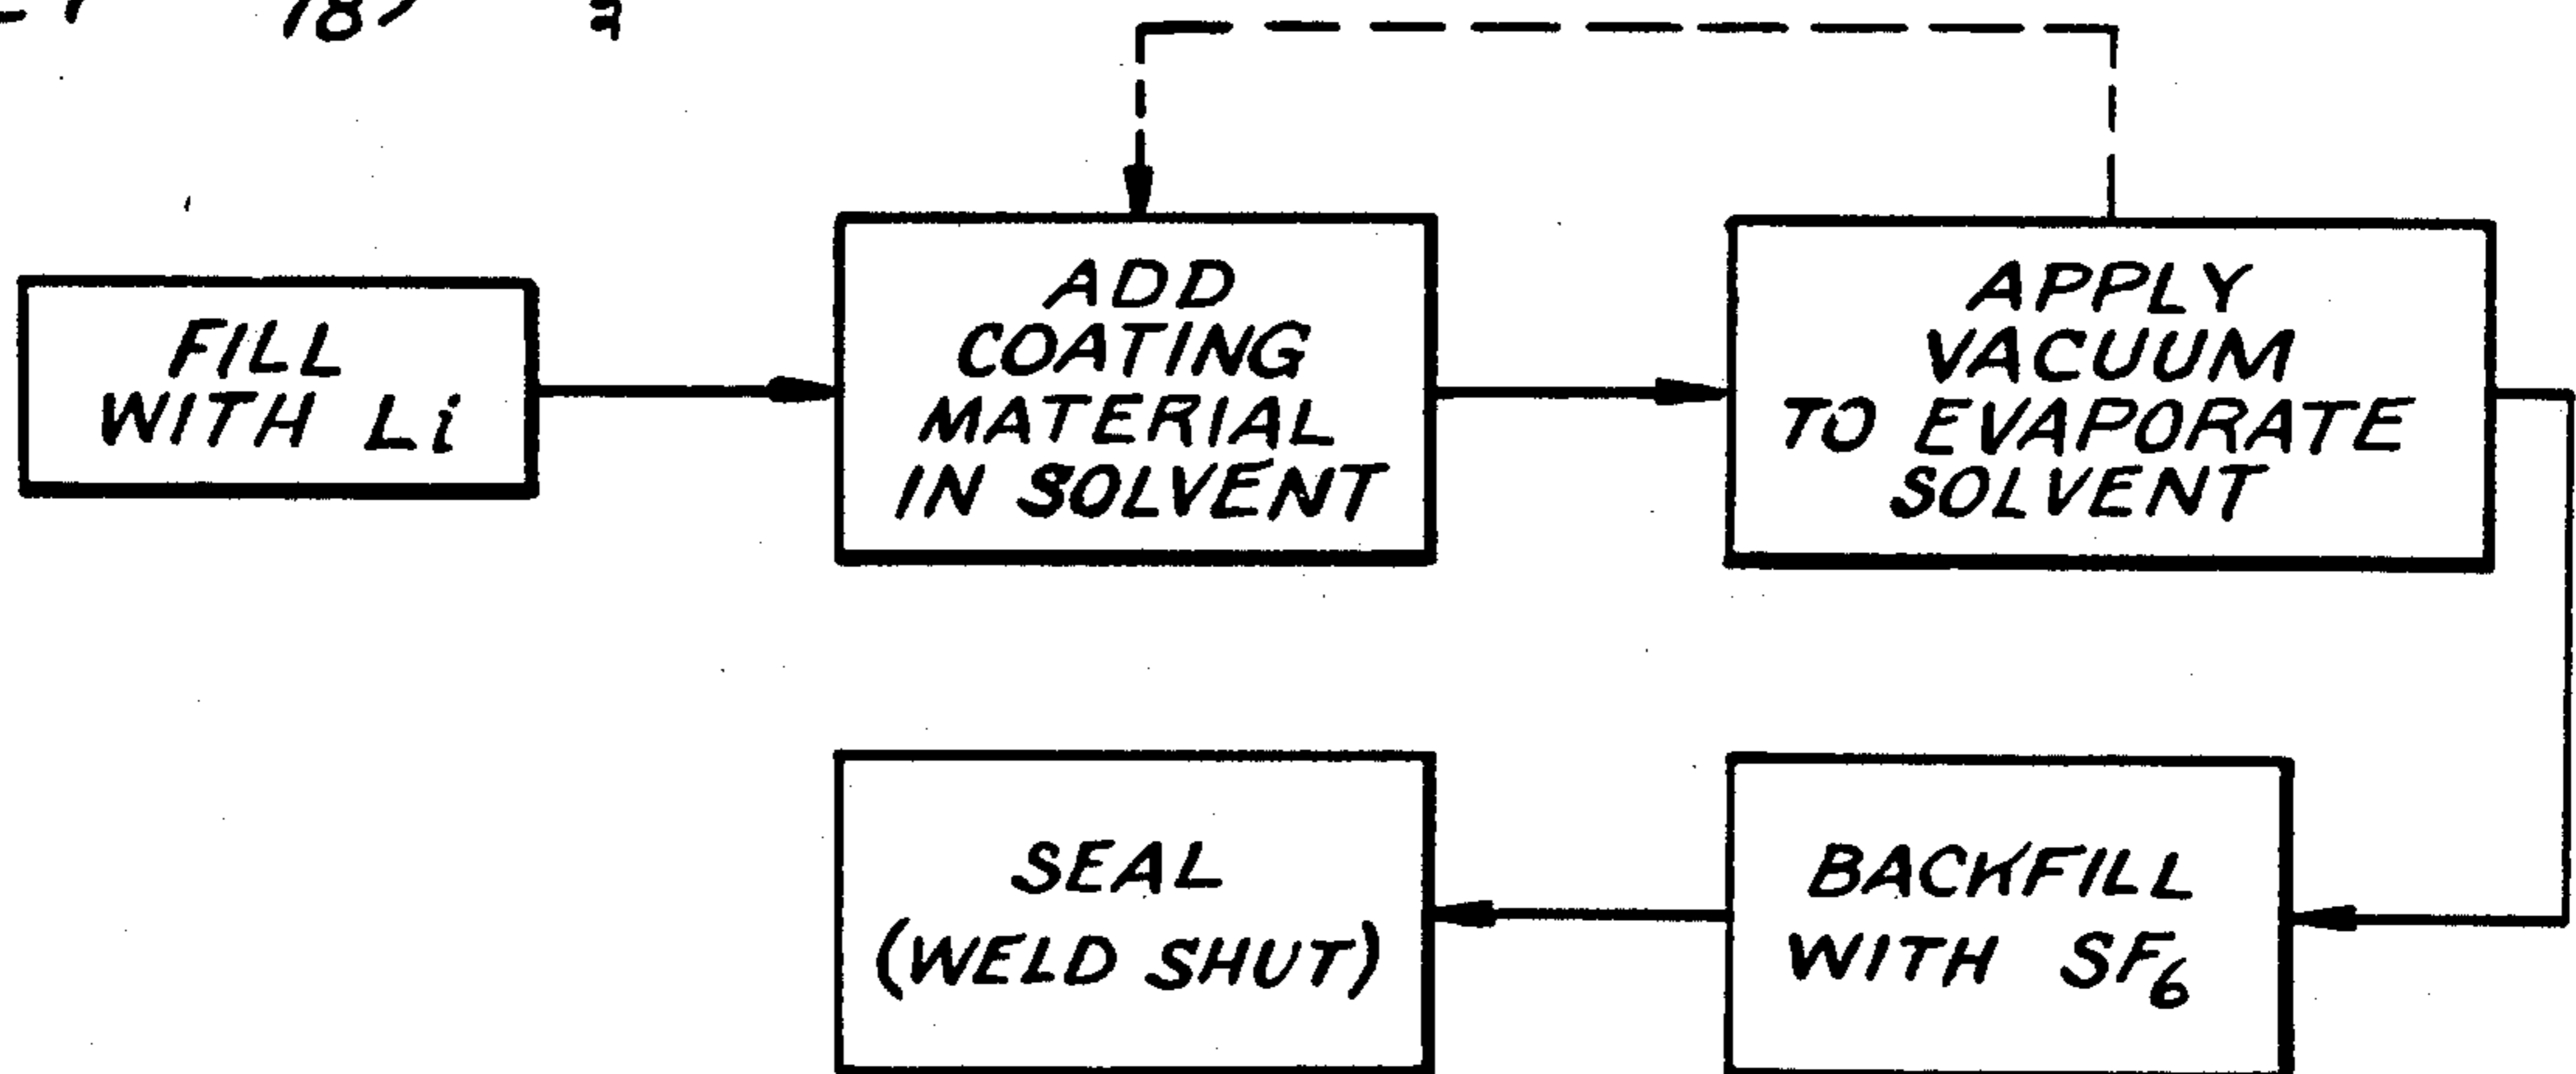 FILL
WITH Li
ADD
COATING
MATERIAL
IN SOLVENT
APPLY
VACUUM
TO EVAPORATE
SOLVENT
BACKFILL
WITH SF₆
SEAL
(WELD SHUT)